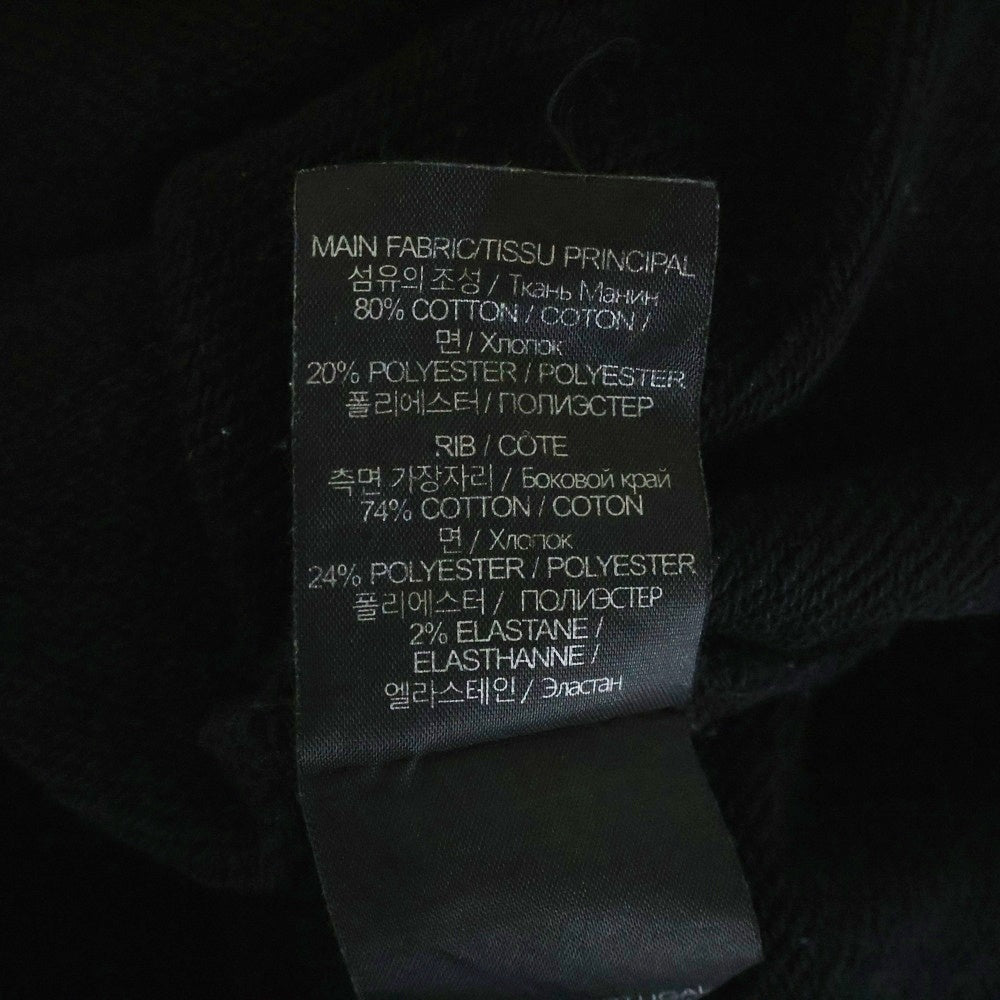 MAIN FABRIC/TISSU PRINCIPAL
섬유의 조성 / Ткань Манин
80% COTTON / COTON /
면 / Хлопок
20% POLYESTER / POLYESTER
폴리에스터 / ПОЛИЭСТЕР
RIB / CÔTE
측면 가장자리 / Боковой край
74% COTTON / COTON
면 / Хлопок
24% POLYESTER / POLYESTER
폴리에스터 / ПОЛИЭСТЕР
2% ELASTANE /
ELASTHANNE /
엘라스테인 / Эластан